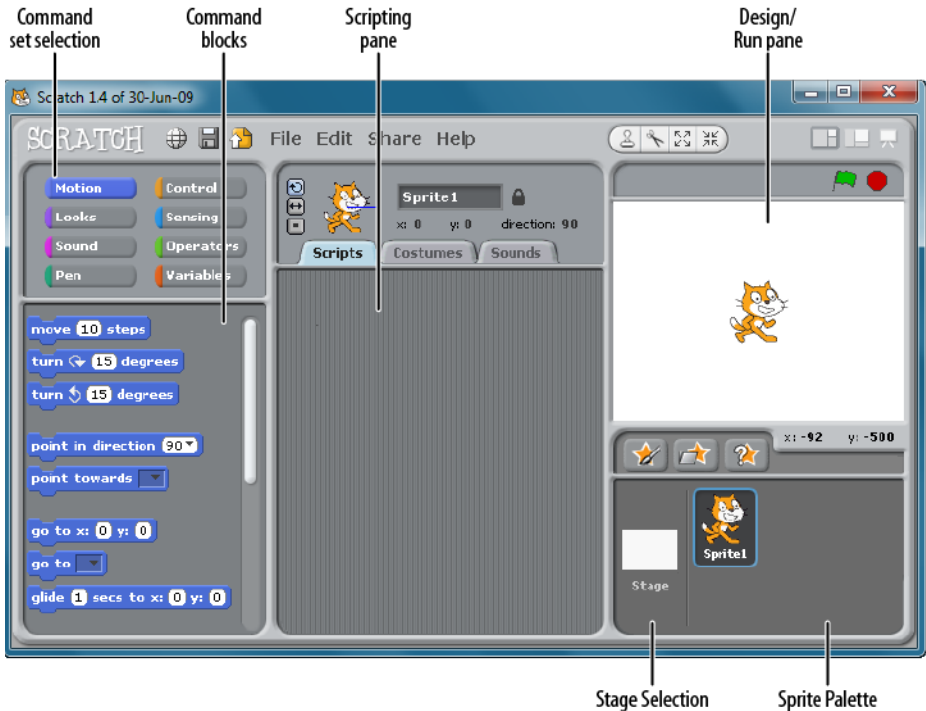 Command
set selection
Command
blocks
Scripting
pane
Design/
Run pane
Scratch 1.4 of 30-Jun-09
SCRATCH File Edit Share Help
Motion Control
Looks Sensing
Sound Operators
Pen Variables
Sprite1
x: 0 y: 0 direction: 90
Scripts Costumes Sounds
move 10 steps
turn 15 degrees
turn 15 degrees
point in direction 90
point towards
go to x: 0 y: 0
go to
glide 1 secs to x: 0 y: 0
x: -92 y: -500
Sprite1
Stage
Stage Selection
Sprite Palette